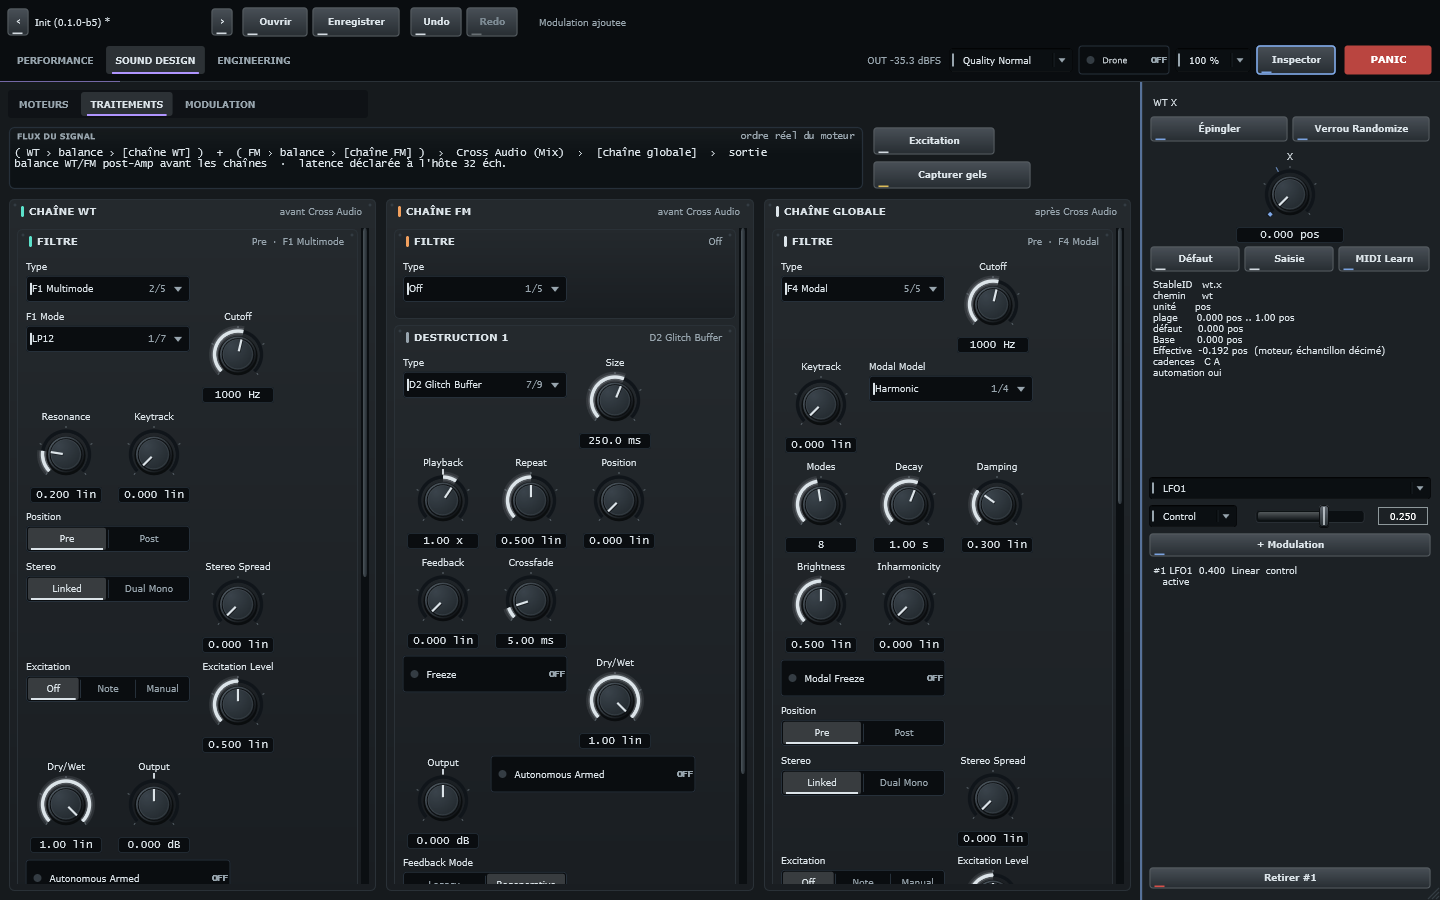 ‹ Init (0.1.0-b5) * › Ouvrir Enregistrer Undo Redo Modulation ajoutee
PERFORMANCE SOUND DESIGN ENGINEERING OUT -35.3 dBFS Quality Normal Drone OFF 100 % Inspector PANIC
MOTEURS TRAITEMENTS MODULATION
FLUX DU SIGNAL ordre réel du moteur
( WT › balance › [chaîne WT] ) + ( FM › balance › [chaîne FM] ) › Cross Audio (Mix) › [chaîne globale] › sortie
balance WT/FM post-Amp avant les chaînes · latence déclarée à l'hôte 32 éch.
Excitation
Capturer gels
CHAÎNE WT avant Cross Audio
FILTRE Pre · F1 Multimode
Type
F1 Multimode 2/5
F1 Mode Cutoff
LP12 1/7
1000 Hz
Resonance Keytrack
0.200 lin 0.000 lin
Position
Pre Post
Stereo Stereo Spread
Linked Dual Mono
0.000 lin
Excitation Excitation Level
Off Note Manual
0.500 lin
Dry/Wet Output
1.00 lin 0.000 dB
Autonomous Armed OFF
CHAÎNE FM avant Cross Audio
FILTRE Off
Type
Off 1/5
DESTRUCTION 1 D2 Glitch Buffer
Type Size
D2 Glitch Buffer 7/9
250.0 ms
Playback Repeat Position
1.00 x 0.500 lin 0.000 lin
Feedback Crossfade
0.000 lin 5.00 ms
Dry/Wet
Freeze OFF
1.00 lin
Output
Autonomous Armed OFF
0.000 dB
Feedback Mode
Legacy Regenerative
CHAÎNE GLOBALE après Cross Audio
FILTRE Pre · F4 Modal
Type Cutoff
F4 Modal 5/5
1000 Hz
Keytrack Modal Model
Harmonic 1/4
0.000 lin
Modes Decay Damping
8 1.00 s 0.300 lin
Brightness Inharmonicity
0.500 lin 0.000 lin
Modal Freeze OFF
Position
Pre Post
Stereo Stereo Spread
Linked Dual Mono
0.000 lin
Excitation Excitation Level
Off Note Manual
WT X
Épingler Verrou Randomize
X
0.000 pos
Défaut Saisie MIDI Learn
StableID wt.x
chemin wt
unité pos
plage 0.000 pos .. 1.00 pos
défaut 0.000 pos
Base 0.000 pos
Effective -0.192 pos (moteur, échantillon décimé)
cadences C A
automation oui
LFO1
Control 0.250
+ Modulation
#1 LFO1 0.400 Linear control
active
Retirer #1